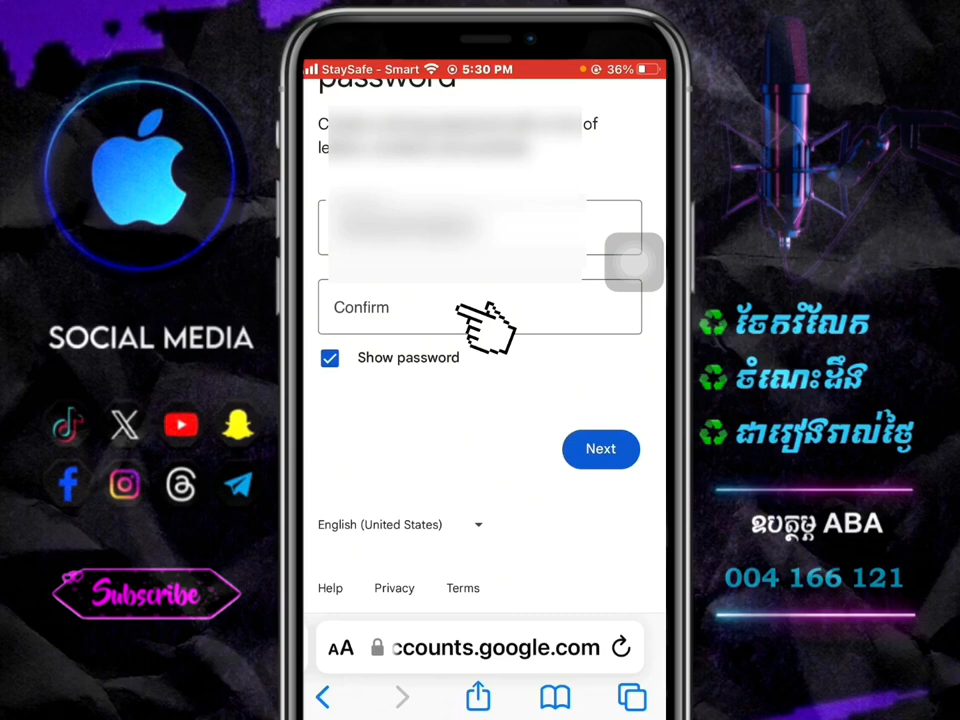 StaySafe - Smart 5:30 PM 36%
password
of
Confirm
Show password
Next
English (United States)
Help Privacy Terms
AA ccounts.google.com
SOCIAL MEDIA
Subscribe
ចែករំលែក
ចំណេះដឹង
ជារៀងរាល់ថ្ងៃ
ឧបត្ថម្ភ ABA
004 166 121